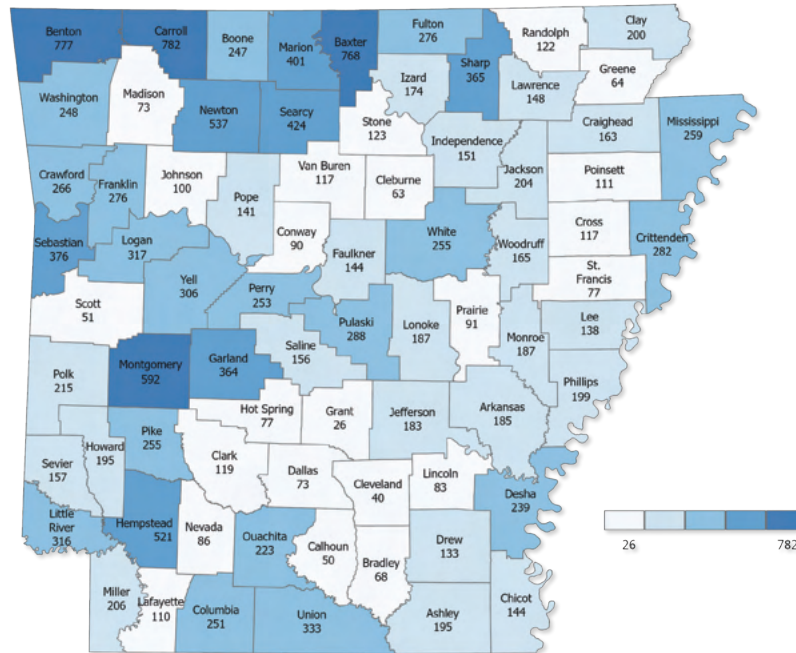 Benton
777
Carroll
782
Boone
247
Marion
401
Baxter
768
Fulton
276
Sharp
365
Randolph
122
Clay
200
Greene
64
Washington
248
Madison
73
Newton
537
Searcy
424
Stone
123
Izard
174
Lawrence
148
Independence
151
Craighead
163
Mississippi
259
Crawford
266
Franklin
276
Johnson
100
Pope
141
Van Buren
117
Cleburne
63
Jackson
204
Poinsett
111
Sebastian
376
Logan
317
Conway
90
Faulkner
144
White
255
Woodruff
165
Cross
117
Crittenden
282
St.
Francis
77
Scott
51
Yell
306
Perry
253
Pulaski
288
Lonoke
187
Prairie
91
Monroe
187
Lee
138
Phillips
199
Polk
215
Montgomery
592
Garland
364
Saline
156
Hot Spring
77
Grant
26
Jefferson
183
Arkansas
185
Sevier
157
Howard
195
Pike
255
Clark
119
Dallas
73
Cleveland
40
Lincoln
83
Desha
239
Little
River
316
Hempstead
521
Nevada
86
Ouachita
223
Calhoun
50
Bradley
68
Drew
133
Chicot
144
Miller
206
Lafayette
110
Columbia
251
Union
333
Ashley
195
26
782